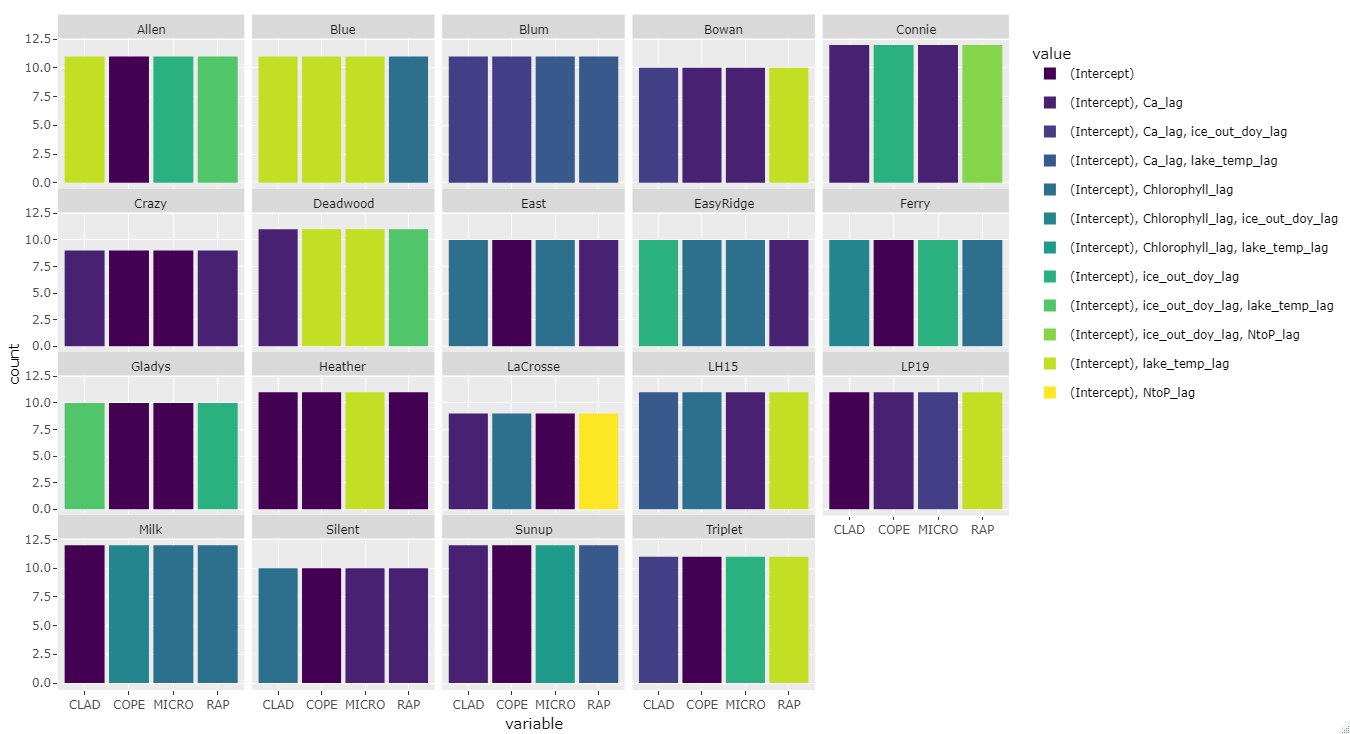 Allen Blue Blum Bowan Connie
12.5
10.0
7.5
5.0
2.5
0.0
Crazy Deadwood East EasyRidge Ferry
12.5
10.0
7.5
5.0
2.5
0.0
Gladys Heather LaCrosse LH15 LP19
12.5
10.0
7.5
5.0
2.5
0.0
CLAD COPE MICRO RAP
Milk Silent Sunup Triplet
12.5
10.0
7.5
5.0
2.5
0.0
CLAD COPE MICRO RAP CLAD COPE MICRO RAP CLAD COPE MICRO RAP CLAD COPE MICRO RAP
variable
count
value
(Intercept)
(Intercept), Ca_lag
(Intercept), Ca_lag, ice_out_doy_lag
(Intercept), Ca_lag, lake_temp_lag
(Intercept), Chlorophyll_lag
(Intercept), Chlorophyll_lag, ice_out_doy_lag
(Intercept), Chlorophyll_lag, lake_temp_lag
(Intercept), ice_out_doy_lag
(Intercept), ice_out_doy_lag, lake_temp_lag
(Intercept), ice_out_doy_lag, NtoP_lag
(Intercept), lake_temp_lag
(Intercept), NtoP_lag